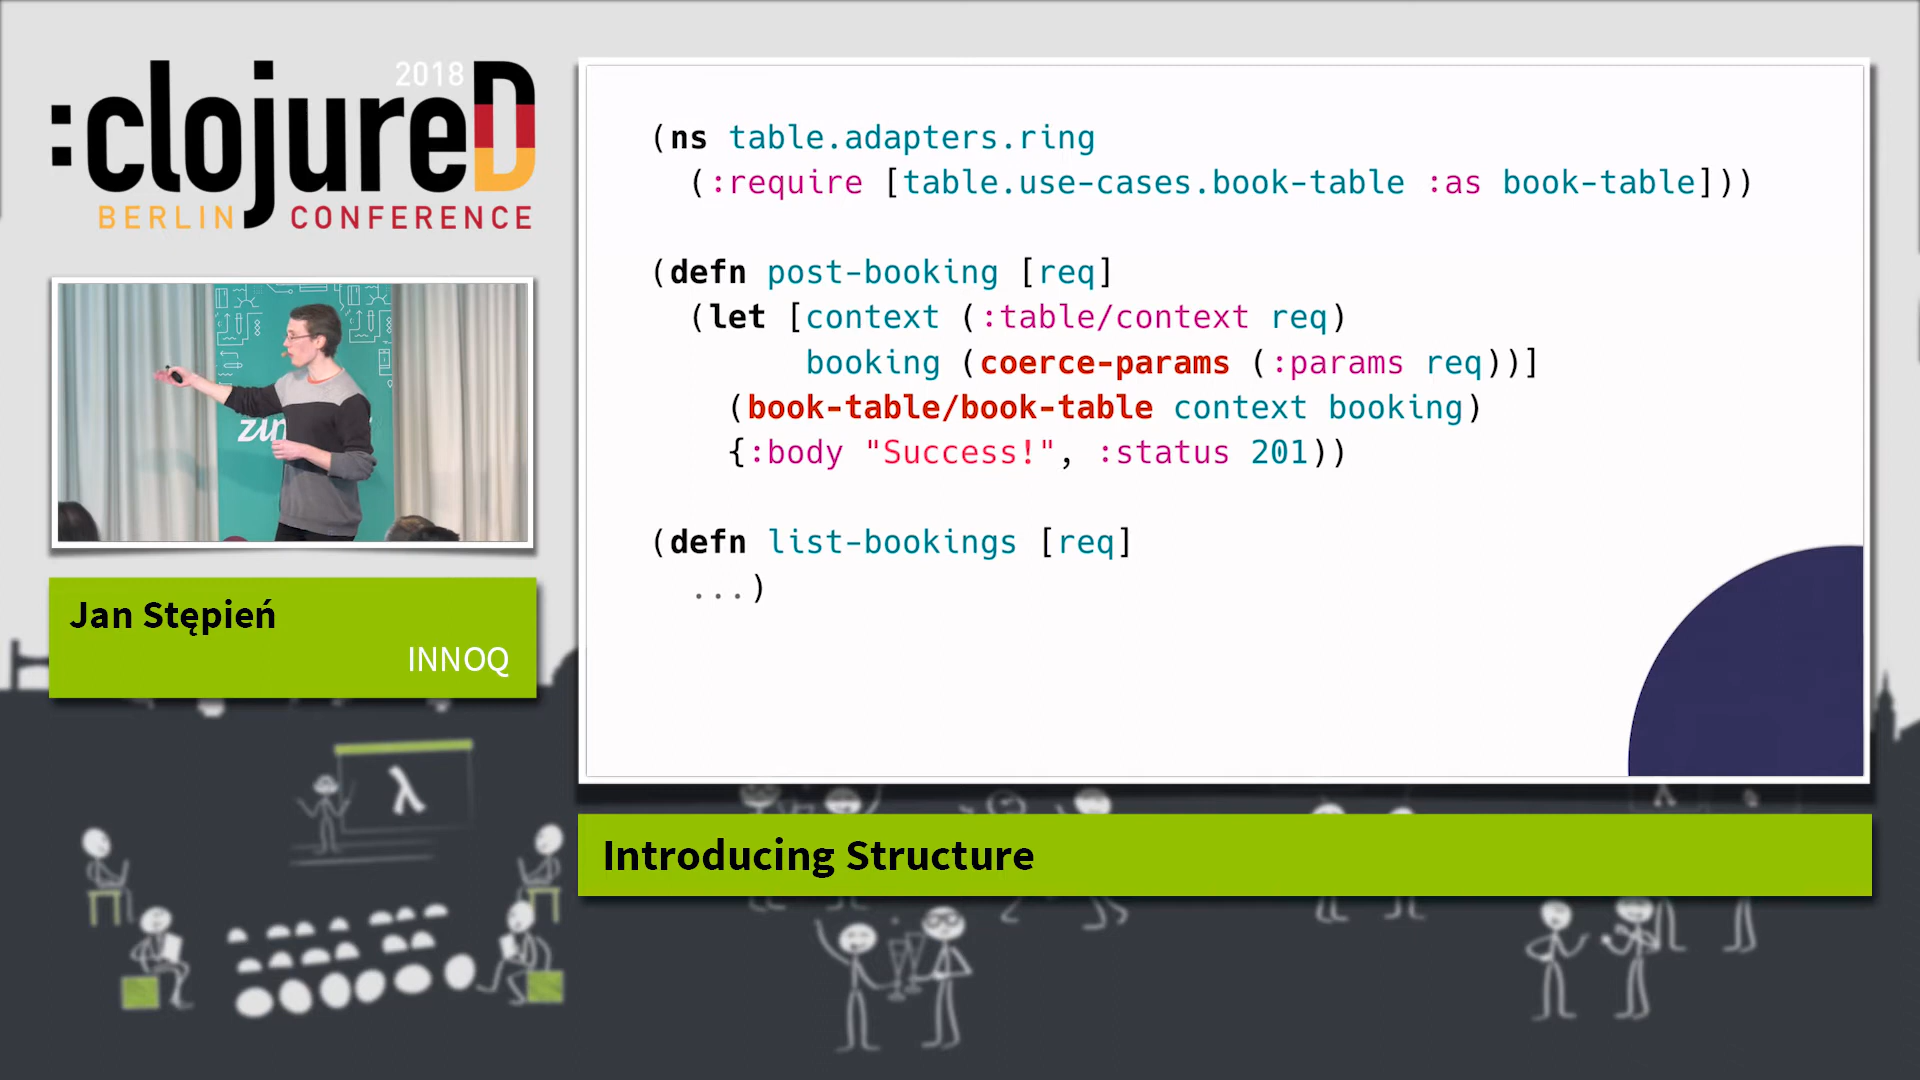 2018
:clojureD
BERLIN CONFERENCE
(ns table.adapters.ring
(:require [table.use-cases.book-table :as book-table]))
(defn post-booking [req]
(let [context (:table/context req)
booking (coerce-params (:params req))]
(book-table/book-table context booking)
{:body "Success!", :status 201))
(defn list-bookings [req]
...)
Jan Stępień
INNOQ
λ
Introducing Structure